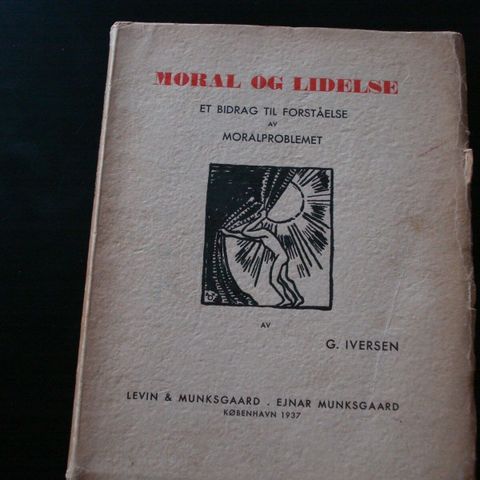 MORAL OG LIDELSE
ET BIDRAG TIL FORSTÅELSE
AV
MORALPROBLEMET
AV
G. IVERSEN
LEVIN & MUNKSGAARD . EJNAR MUNKSGAARD
KØBENHAVN 1937